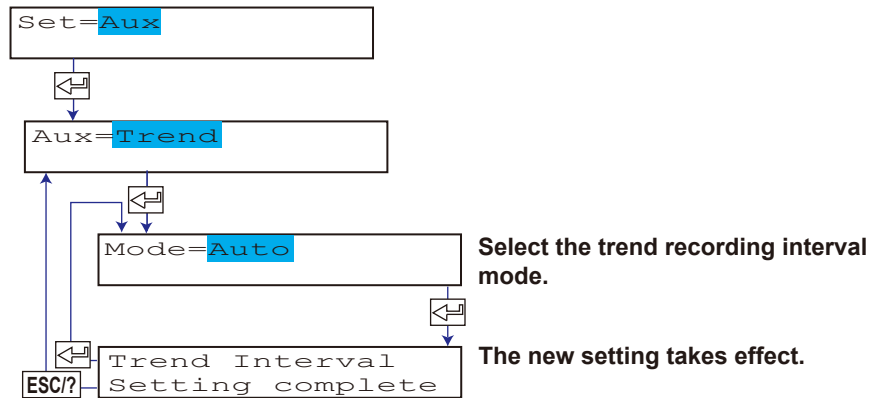 Set=Aux
Aux=Trend
Mode=Auto
Select the trend recording interval
mode.
Trend Interval
Setting complete
The new setting takes effect.
ESC/?